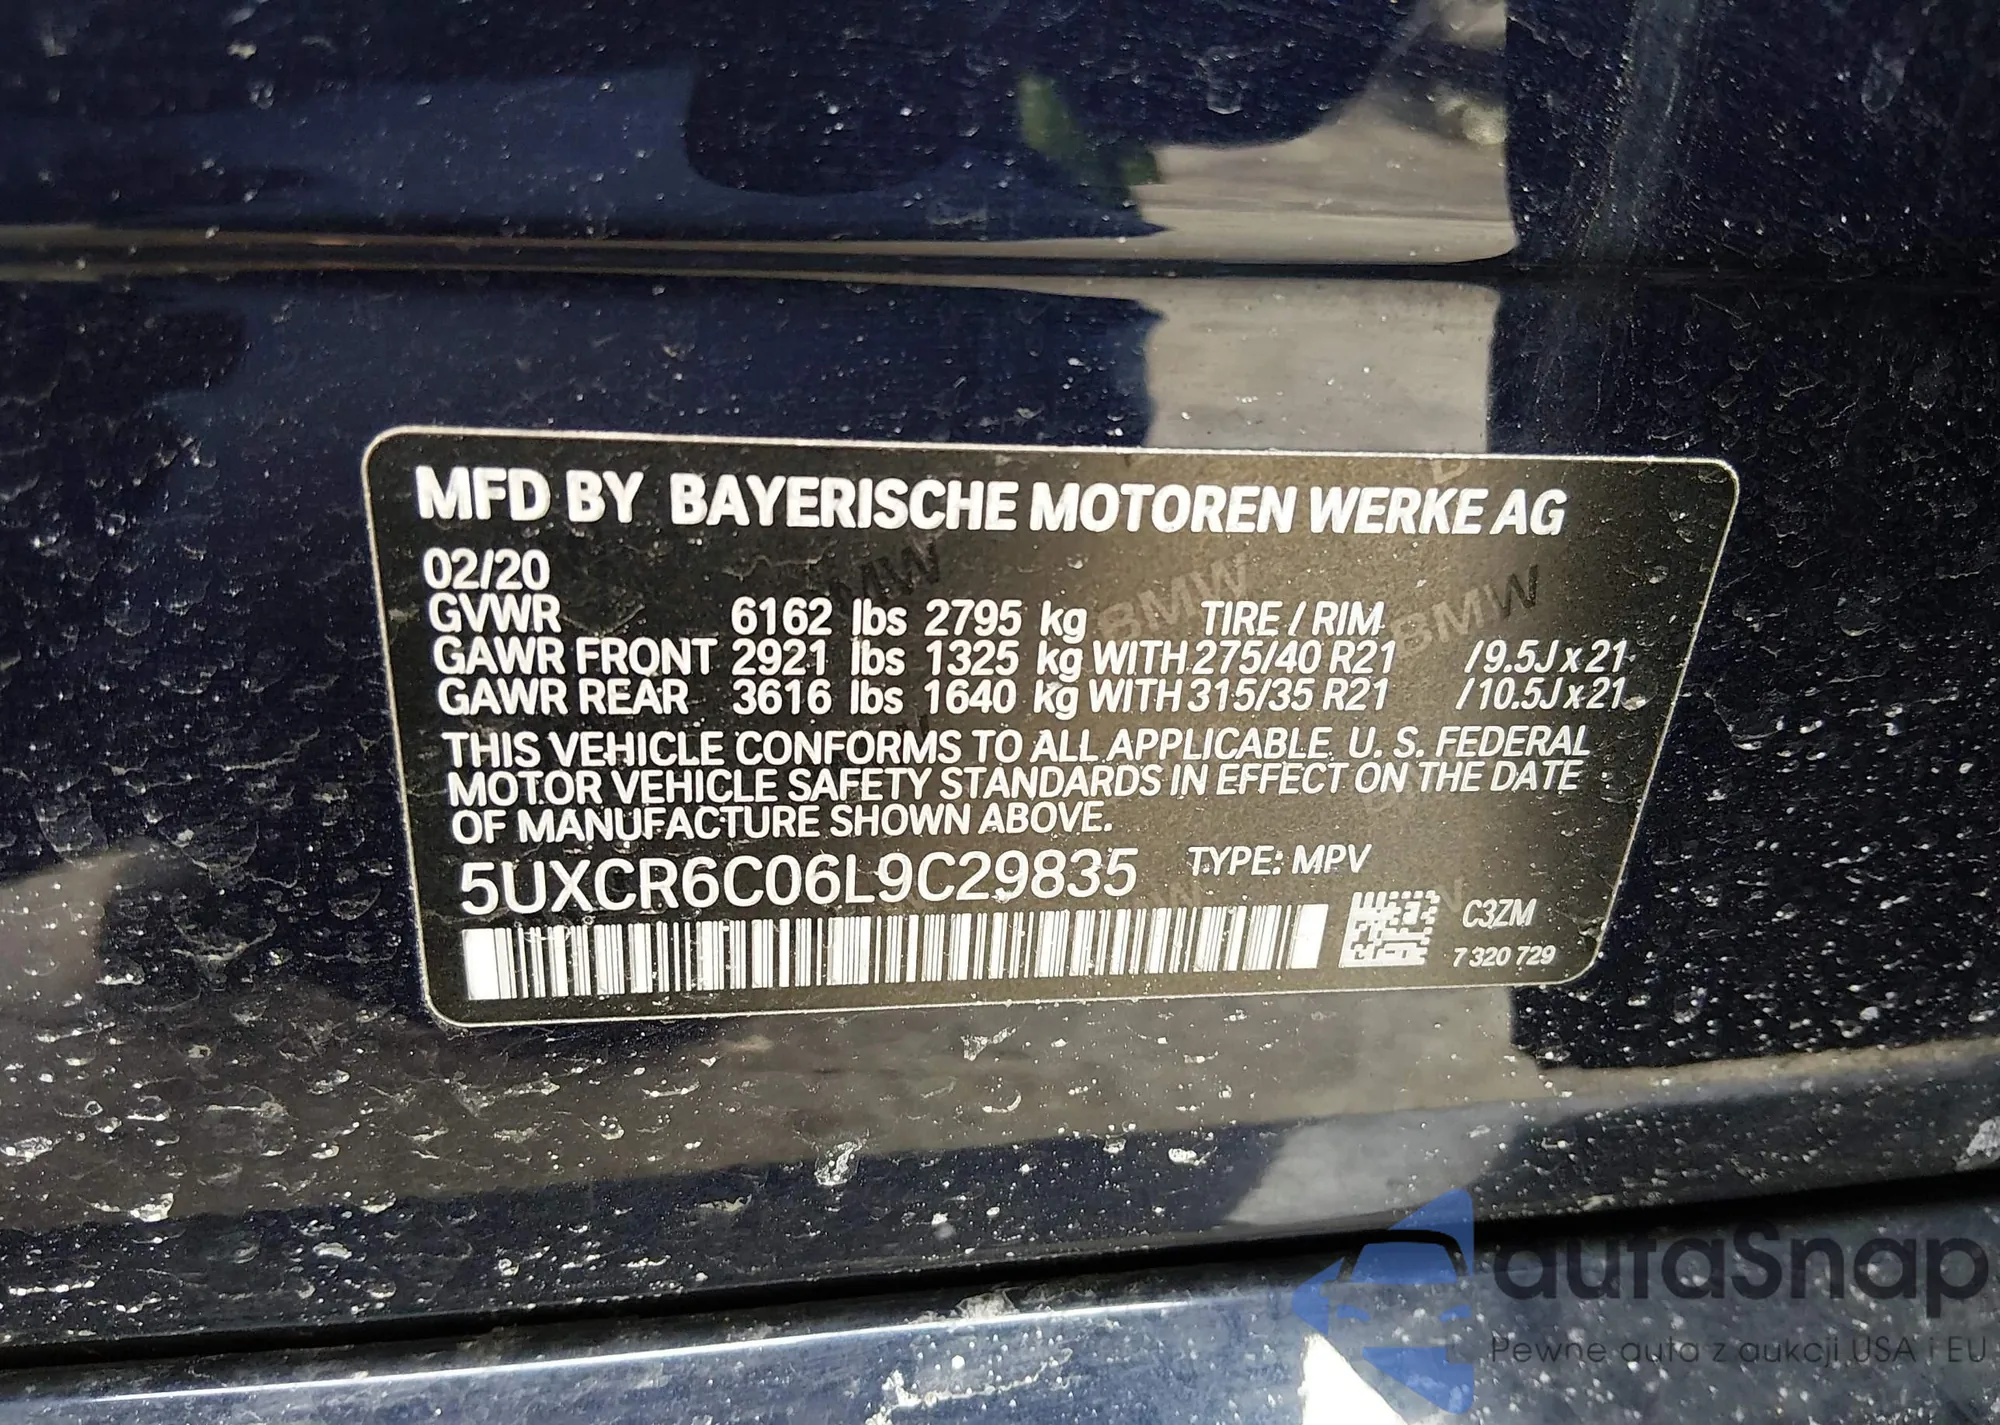 MFD BY BAYERISCHE MOTOREN WERKE AG
02/20
GVWR 6162 lbs 2795 kg TIRE / RIM
GAWR FRONT 2921 lbs 1325 kg WITH 275/40 R21 /9.5J x 21
GAWR REAR 3616 lbs 1640 kg WITH 315/35 R21 /10.5J x 21
THIS VEHICLE CONFORMS TO ALL APPLICABLE U. S. FEDERAL
MOTOR VEHICLE SAFETY STANDARDS IN EFFECT ON THE DATE
OF MANUFACTURE SHOWN ABOVE.
5UXCR6C06L9C29835 TYPE: MPV
C3ZM
7 320 729
BMW
BMW
BMW
autaSnap
Pewne auta z aukcji USA i EU